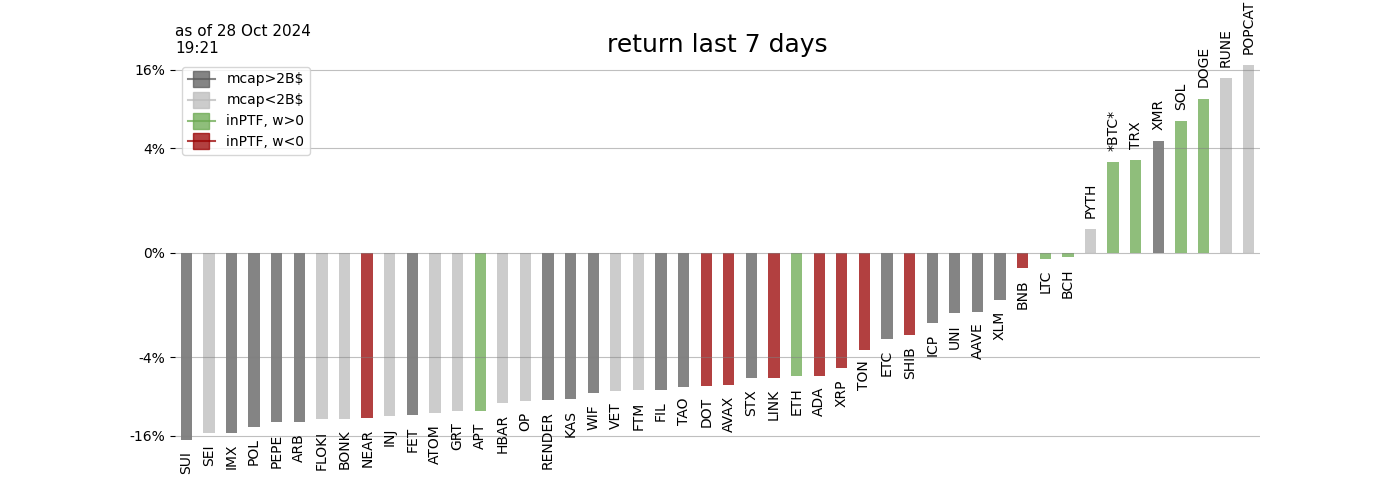 as of 28 Oct 2024
19:21
return last 7 days
mcap>2B$
mcap<2B$
inPTF, w>0
inPTF, w<0
16%
4%
0%
-4%
-16%
SUI
SEI
IMX
POL
PEPE
ARB
FLOKI
BONK
NEAR
INJ
FET
ATOM
GRT
APT
HBAR
OP
RENDER
KAS
WIF
VET
FTM
FIL
TAO
DOT
AVAX
STX
LINK
ETH
ADA
XRP
TON
ETC
SHIB
ICP
UNI
AAVE
XLM
BNB
LTC
BCH
PYTH
*BTC*
TRX
XMR
SOL
DOGE
RUNE
POPCAT